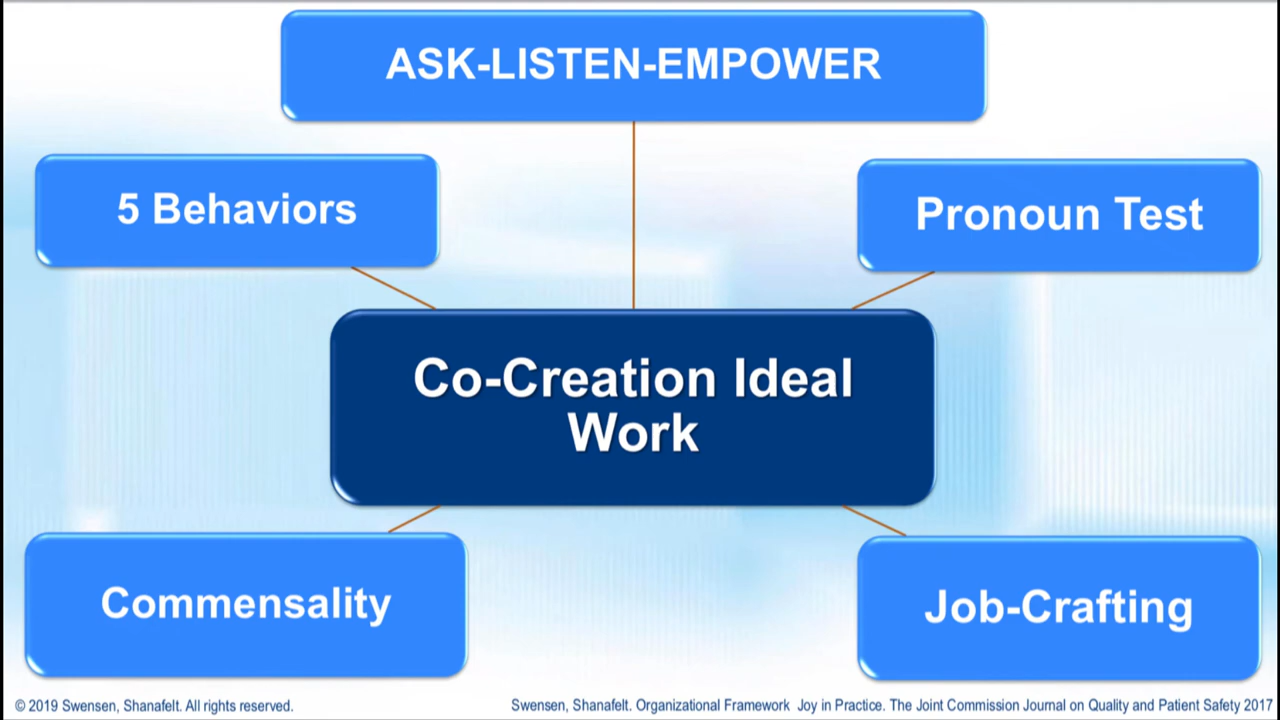 ASK-LISTEN-EMPOWER
5 Behaviors
Pronoun Test
Co-Creation Ideal
Work
Commensality
Job-Crafting
© 2019 Swensen, Shanafelt. All rights reserved.
Swensen, Shanafelt. Organizational Framework Joy in Practice. The Joint Commission Journal on Quality and Patient Safety 2017